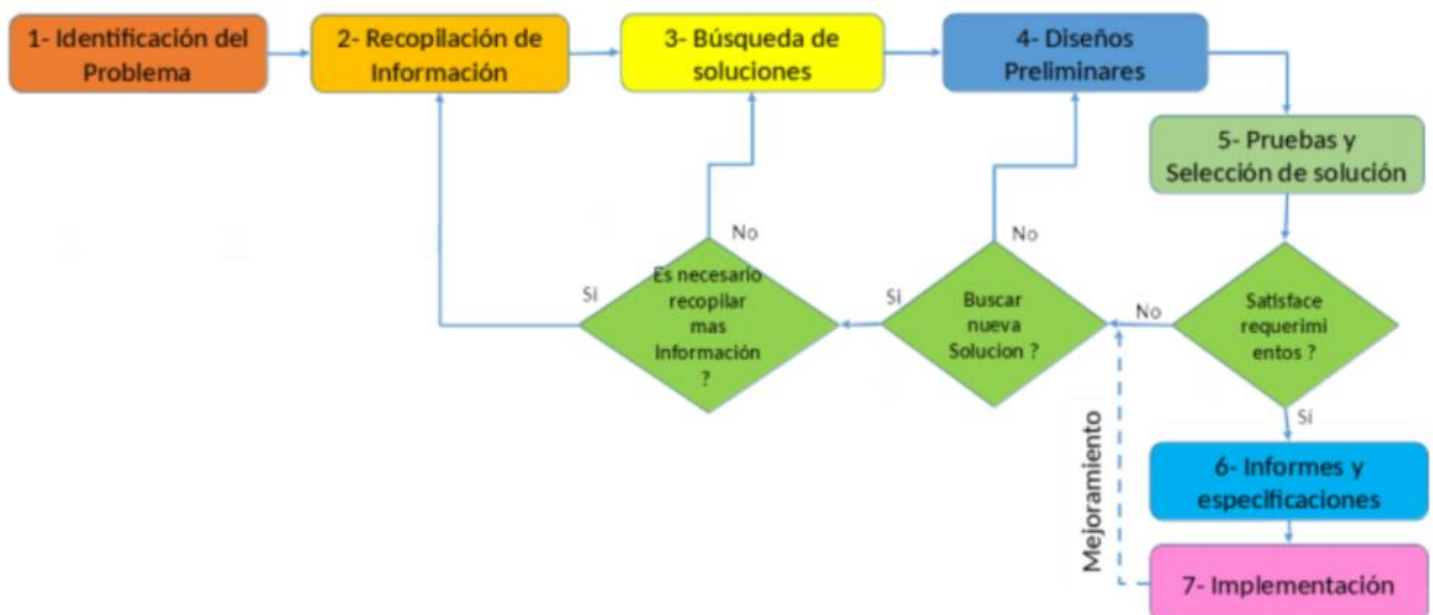 1- Identificación del
Problema
2- Recopilación de
Información
3- Búsqueda de
soluciones
4- Diseños
Preliminares
5- Pruebas y
Selección de solución
No
No
Es necesario
recopilar
mas
Información
?
Si
Buscar
nueva
Solucion ?
Si
Satisface
requerimi
entos ?
No
Si
Mejoramiento
6- Informes y
especificaciones
7- Implementación